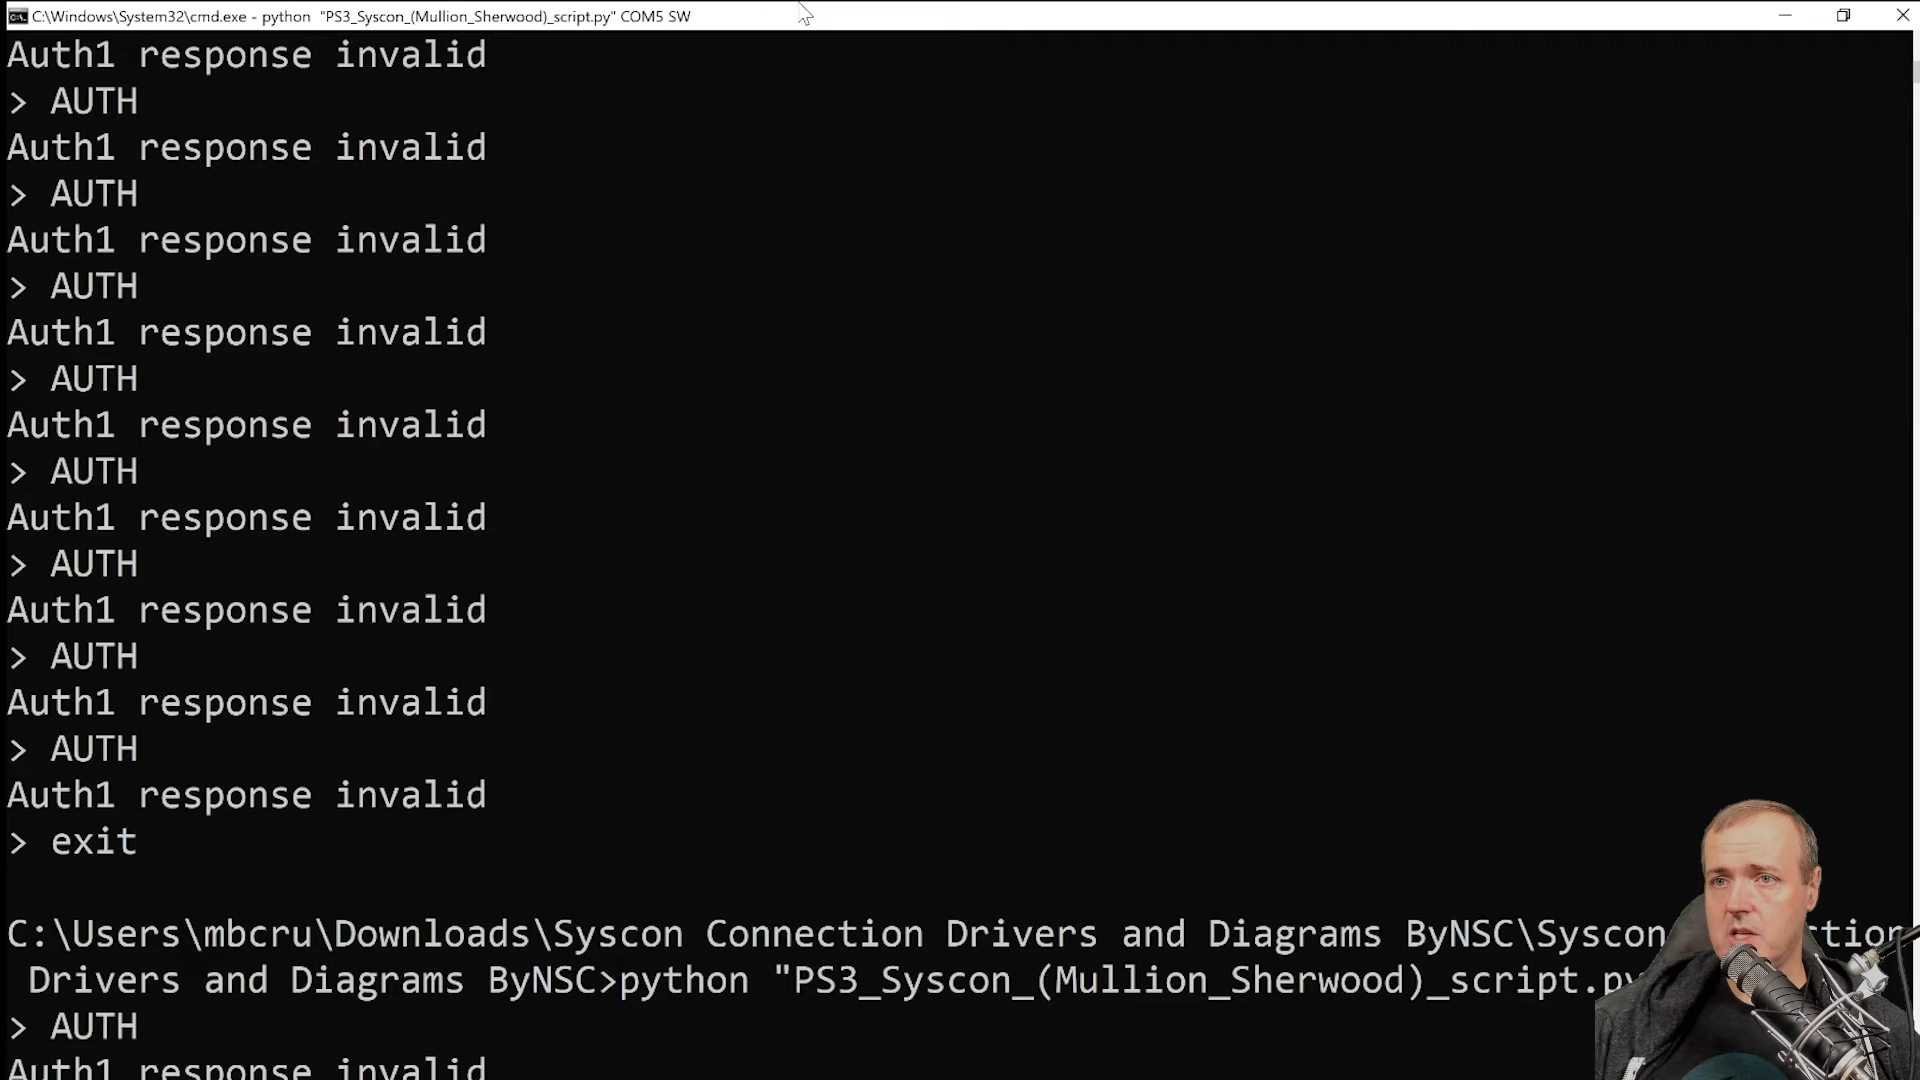 C:\Windows\System32\cmd.exe - python "PS3_Syscon_(Mullion_Sherwood)_script.py" COM5 SW
Auth1 response invalid
> AUTH
Auth1 response invalid
> AUTH
Auth1 response invalid
> AUTH
Auth1 response invalid
> AUTH
Auth1 response invalid
> AUTH
Auth1 response invalid
> AUTH
Auth1 response invalid
> AUTH
Auth1 response invalid
> AUTH
Auth1 response invalid
> exit
C:\Users\mbcru\Downloads\Syscon Connection Drivers and Diagrams ByNSC\Syscon
Drivers and Diagrams ByNSC>python "PS3_Syscon_(Mullion_Sherwood)_script.py
> AUTH
Auth1 response invalid